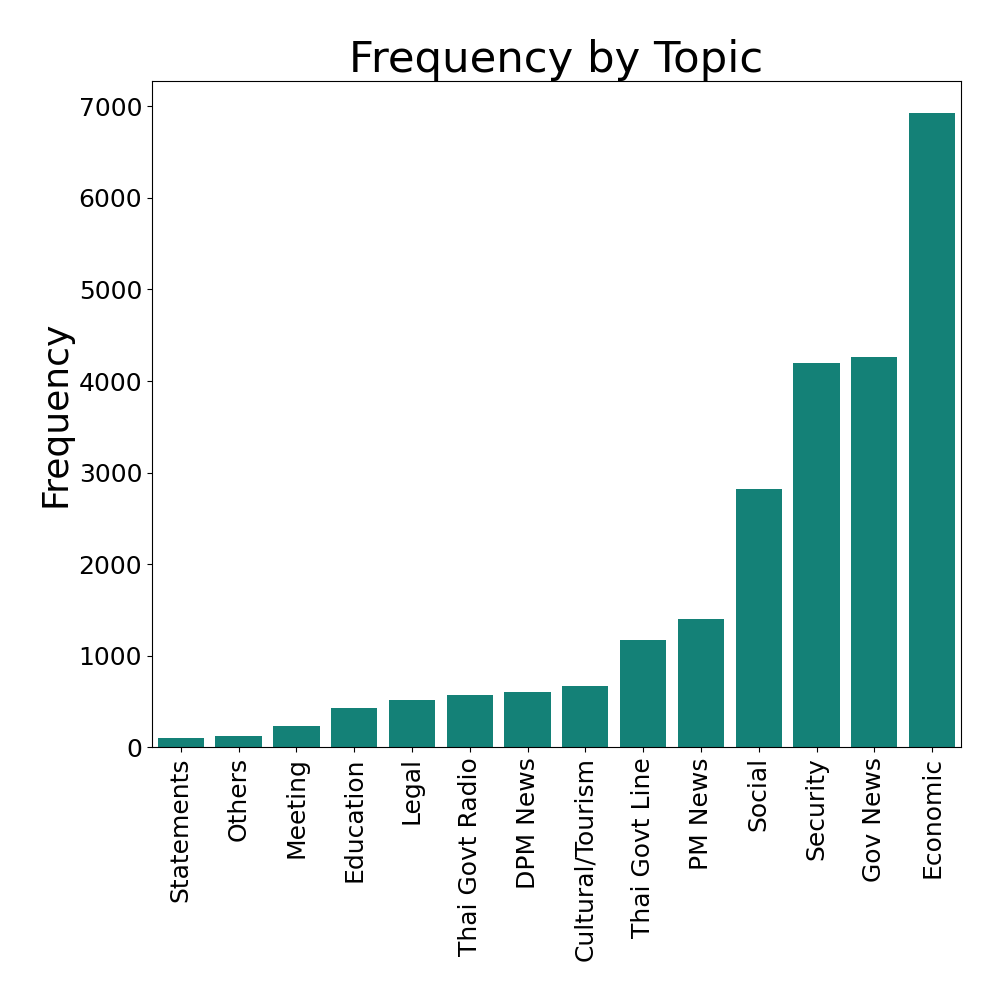 Frequency by Topic
Frequency
7000
6000
5000
4000
3000
2000
1000
0
Statements
Others
Meeting
Education
Legal
Thai Govt Radio
DPM News
Cultural/Tourism
Thai Govt Line
PM News
Social
Security
Gov News
Economic